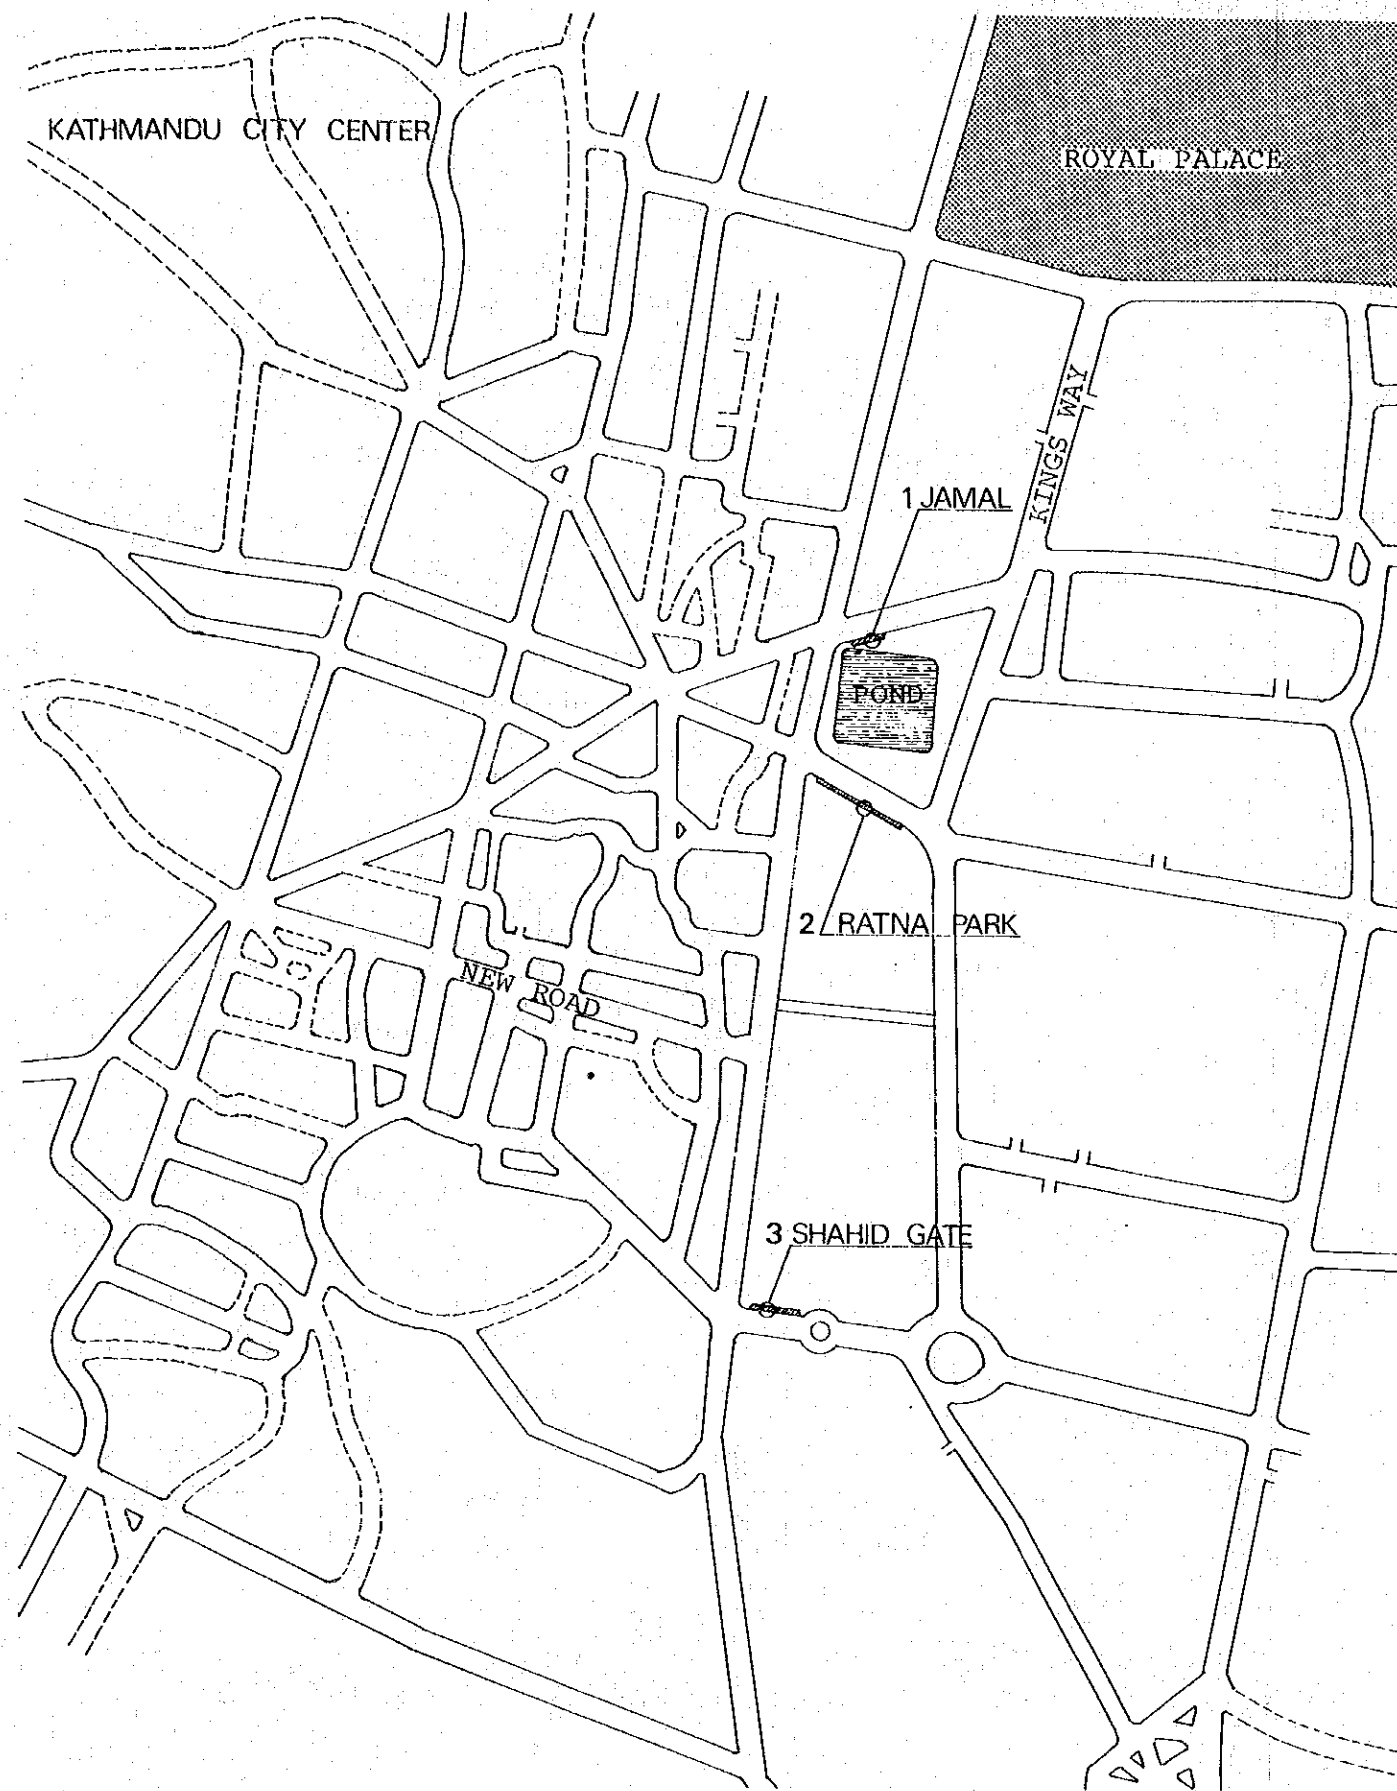 KATHMANDU CITY CENTER
ROYAL PALACE
KINGS WAY
1 JAMAL
POND
2 RATNA PARK
NEW ROAD
3 SHAHID GATE